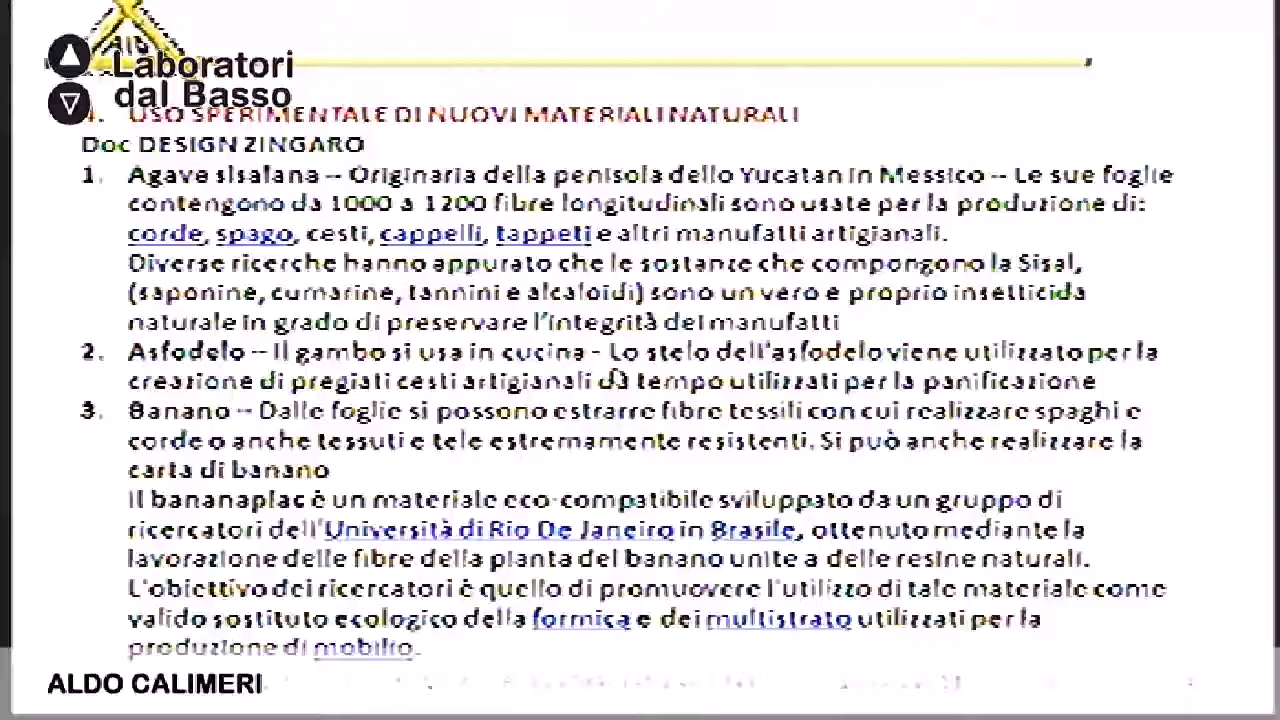 Laboratori
dal Basso
USO SPERIMENTALE DI NUOVI MATERIALI NATURALI
Doc DESIGN ZINGARO
1. Agave sisalana – Originaria della penisola dello Yucatan in Messico – Le sue foglie
contengono da 1000 a 1200 fibre longitudinali sono usate per la produzione di:
corde, spago, cesti, cappelli, tappeti e altri manufatti artigianali.
Diverse ricerche hanno appurato che le sostanze che compongono la Sisal,
(saponine, cumarine, tannini e alcaloidi) sono un vero e proprio insetticida
naturale in grado di preservare l'integrità dei manufatti
2. Asfodelo – Il gambo si usa in cucina - Lo stelo dell'asfodelo viene utilizzato per la
creazione di pregiati cesti artigianali dà tempo utilizzati per la panificazione
3. Banano – Dalle foglie si possono estrarre fibre tessili con cui realizzare spaghi e
corde o anche tessuti e tele estremamente resistenti. Si può anche realizzare la
carta di banano
Il bananaplac è un materiale eco-compatibile sviluppato da un gruppo di
ricercatori dell'Università di Rio De Janeiro in Brasile, ottenuto mediante la
lavorazione delle fibre della pianta del banano unite a delle resine naturali.
L'obiettivo dei ricercatori è quello di promuovere l'utilizzo di tale materiale come
valido sostituto ecologico della formica e dei multistrato utilizzati per la
produzione di mobilio.
ALDO CALIMERI